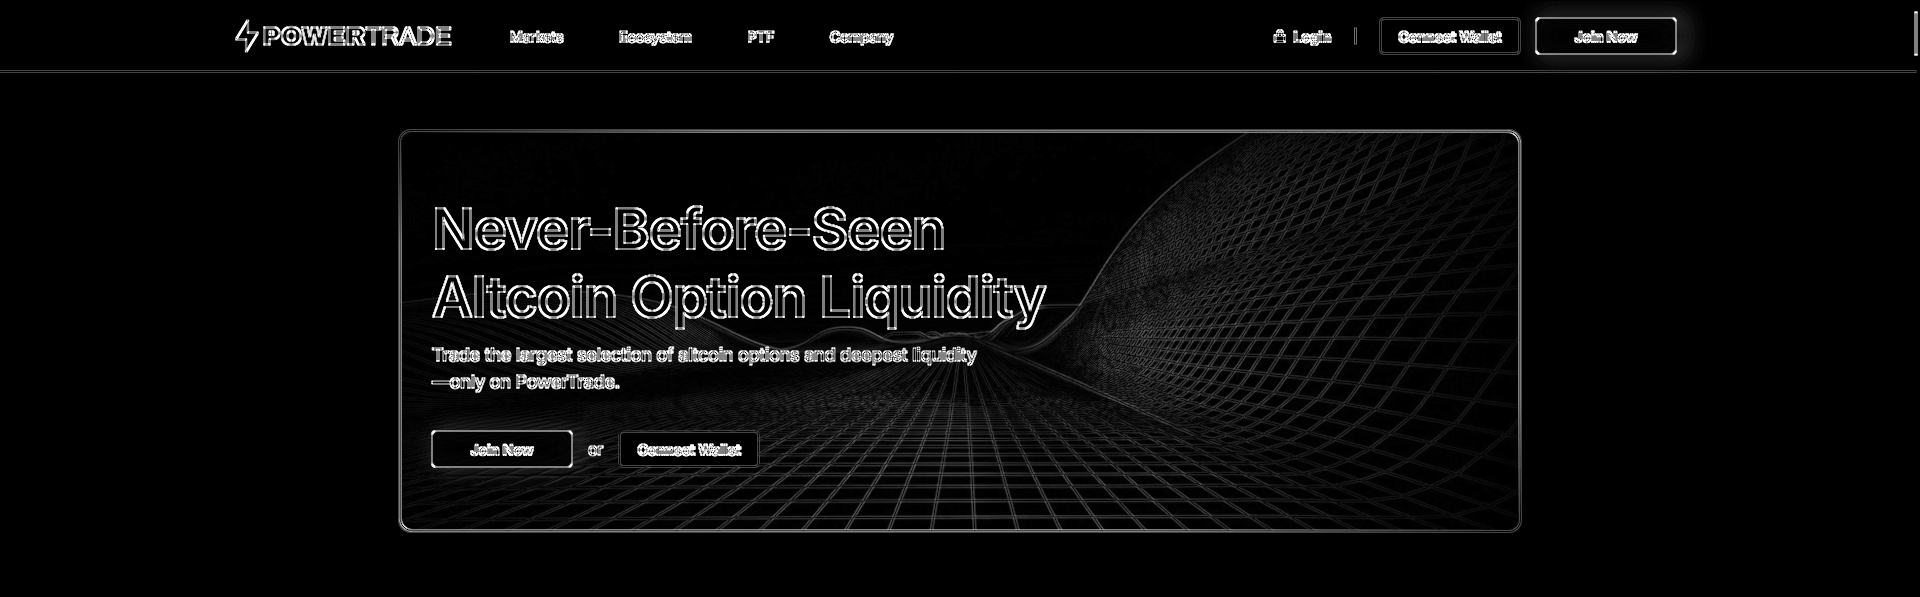 POWERTRADE Markets Ecosystem PTF Company Login Connect Wallet Join Now
Never-Before-Seen
Altcoin Option Liquidity
Trade the largest selection of altcoin options and deepest liquidity
—only on PowerTrade.
Join Now or Connect Wallet